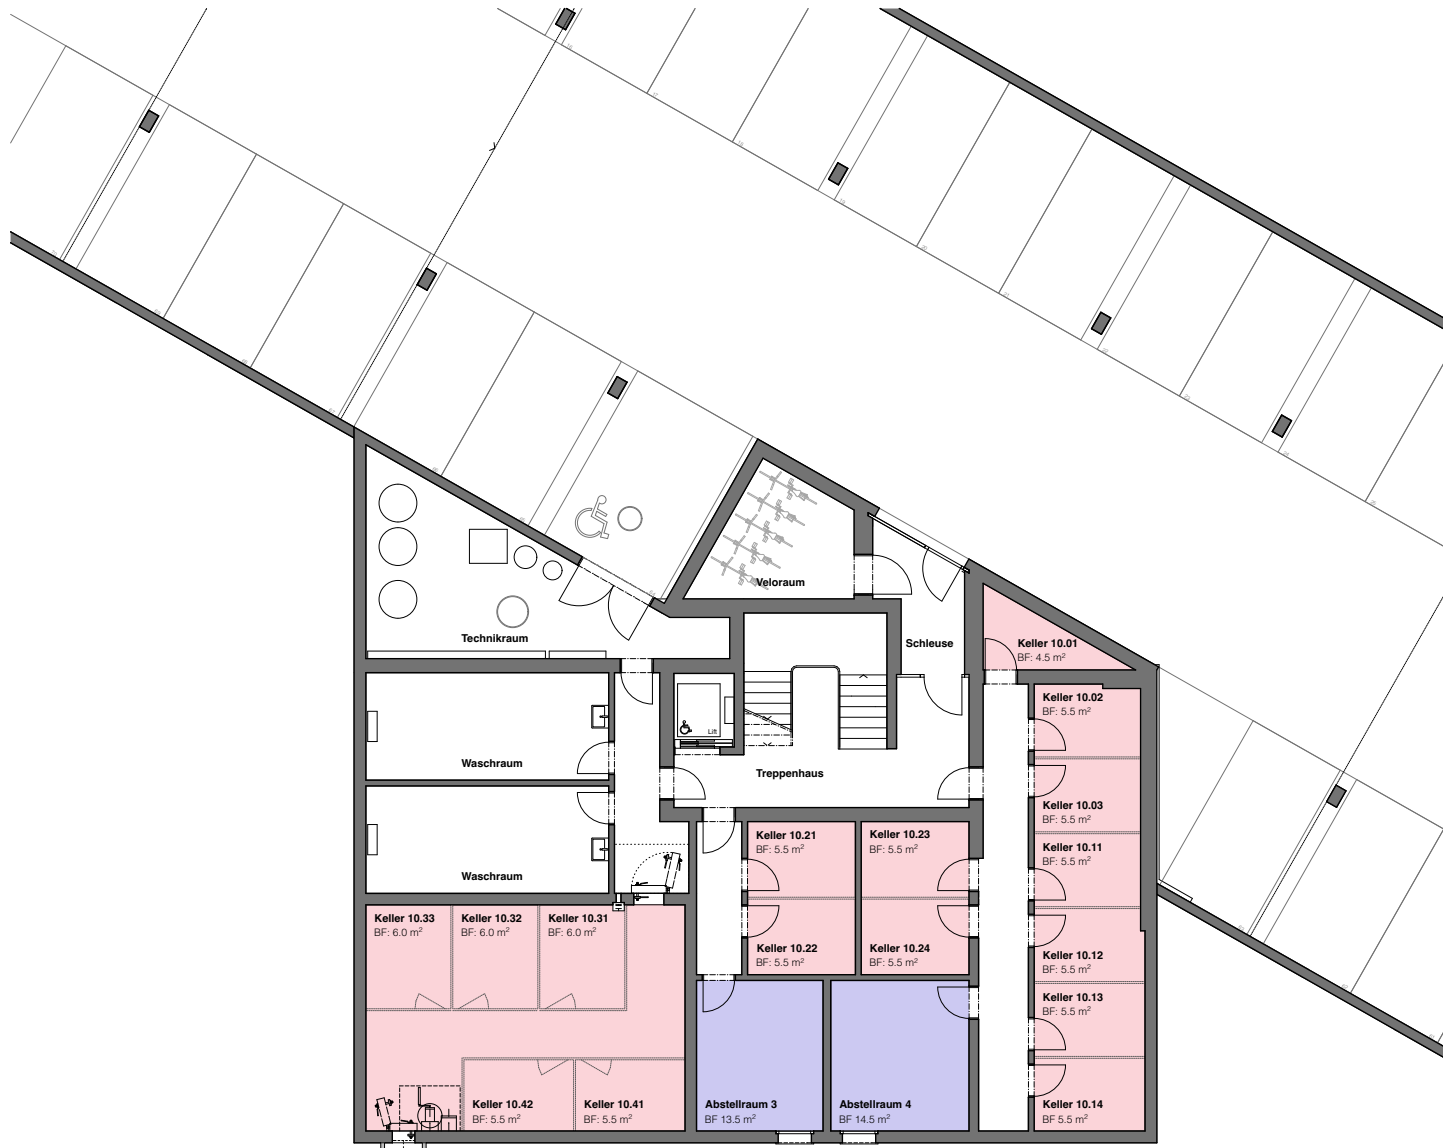 Veloraum
Technikraum
Schleuse
Keller 10.01
BF: 4.5 m²
Keller 10.02
BF: 5.5 m²
Lift
Waschraum
Treppenhaus
Keller 10.03
BF: 5.5 m²
Keller 10.21
BF: 5.5 m²
Keller 10.23
BF: 5.5 m²
Keller 10.11
BF: 5.5 m²
Waschraum
Keller 10.33
BF: 6.0 m²
Keller 10.32
BF: 6.0 m²
Keller 10.31
BF: 6.0 m²
Keller 10.22
BF: 5.5 m²
Keller 10.24
BF: 5.5 m²
Keller 10.12
BF: 5.5 m²
Keller 10.13
BF: 5.5 m²
Keller 10.42
BF: 5.5 m²
Keller 10.41
BF: 5.5 m²
Abstellraum 3
BF 13.5 m²
Abstellraum 4
BF 14.5 m²
Keller 10.14
BF 5.5 m²